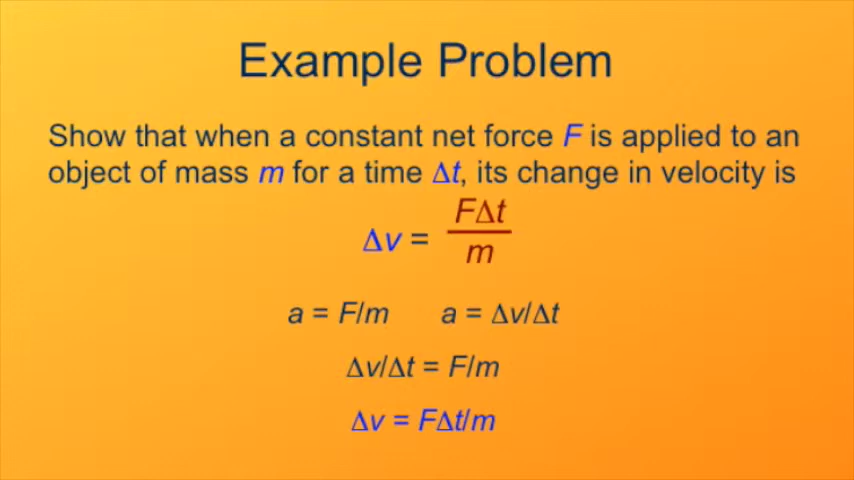 Example Problem
Show that when a constant net force F is applied to an
object of mass m for a time Δt, its change in velocity is
Δv = FΔt
m
a = F/m a = Δv/Δt
Δv/Δt = F/m
Δv = FΔt/m